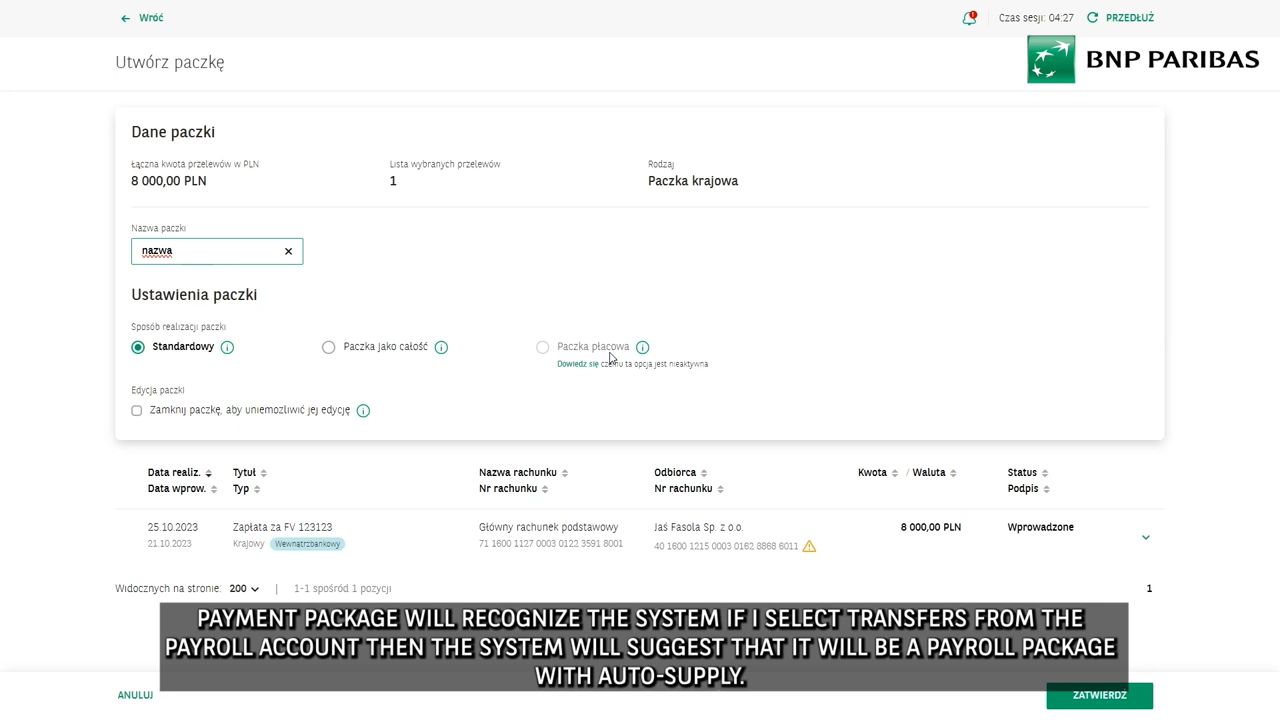 Wróć
Czas sesji: 04:27 PRZEDŁUŻ
Utwórz paczkę
BNP PARIBAS
Dane paczki
Łączna kwota przelewów w PLN Lista wybranych przelewów Rodzaj
8 000,00 PLN 1 Paczka krajowa
Nazwa paczki
nazwa
Ustawienia paczki
Sposób realizacji paczki
Standardowy Paczka jako całość Paczka płacowa
Dowiedz się czemu ta opcja jest nieaktywna
Edycja paczki
Zamknij paczkę, aby uniemożliwić jej edycję
Data realiz. Tytuł Nazwa rachunku Odbiorca Kwota / Waluta Status
Data wprow. Typ Nr rachunku Nr rachunku Podpis
25.10.2023 Zapłata za FV 123123 Główny rachunek podstawowy Jaś Fasola Sp. z o.o. 8 000,00 PLN Wprowadzone
21.10.2023 Krajowy Wewnątrzbankowy 71 1600 1127 0003 0122 3591 8001 40 1600 1215 0003 0162 8868 6011
Widocznych na stronie: 200 | 1-1 spośród 1 pozycji 1
PAYMENT PACKAGE WILL RECOGNIZE THE SYSTEM IF I SELECT TRANSFERS FROM THE
PAYROLL ACCOUNT THEN THE SYSTEM WILL SUGGEST THAT IT WILL BE A PAYROLL PACKAGE
WITH AUTO-SUPPLY.
ANULUJ ZATWIERDŹ